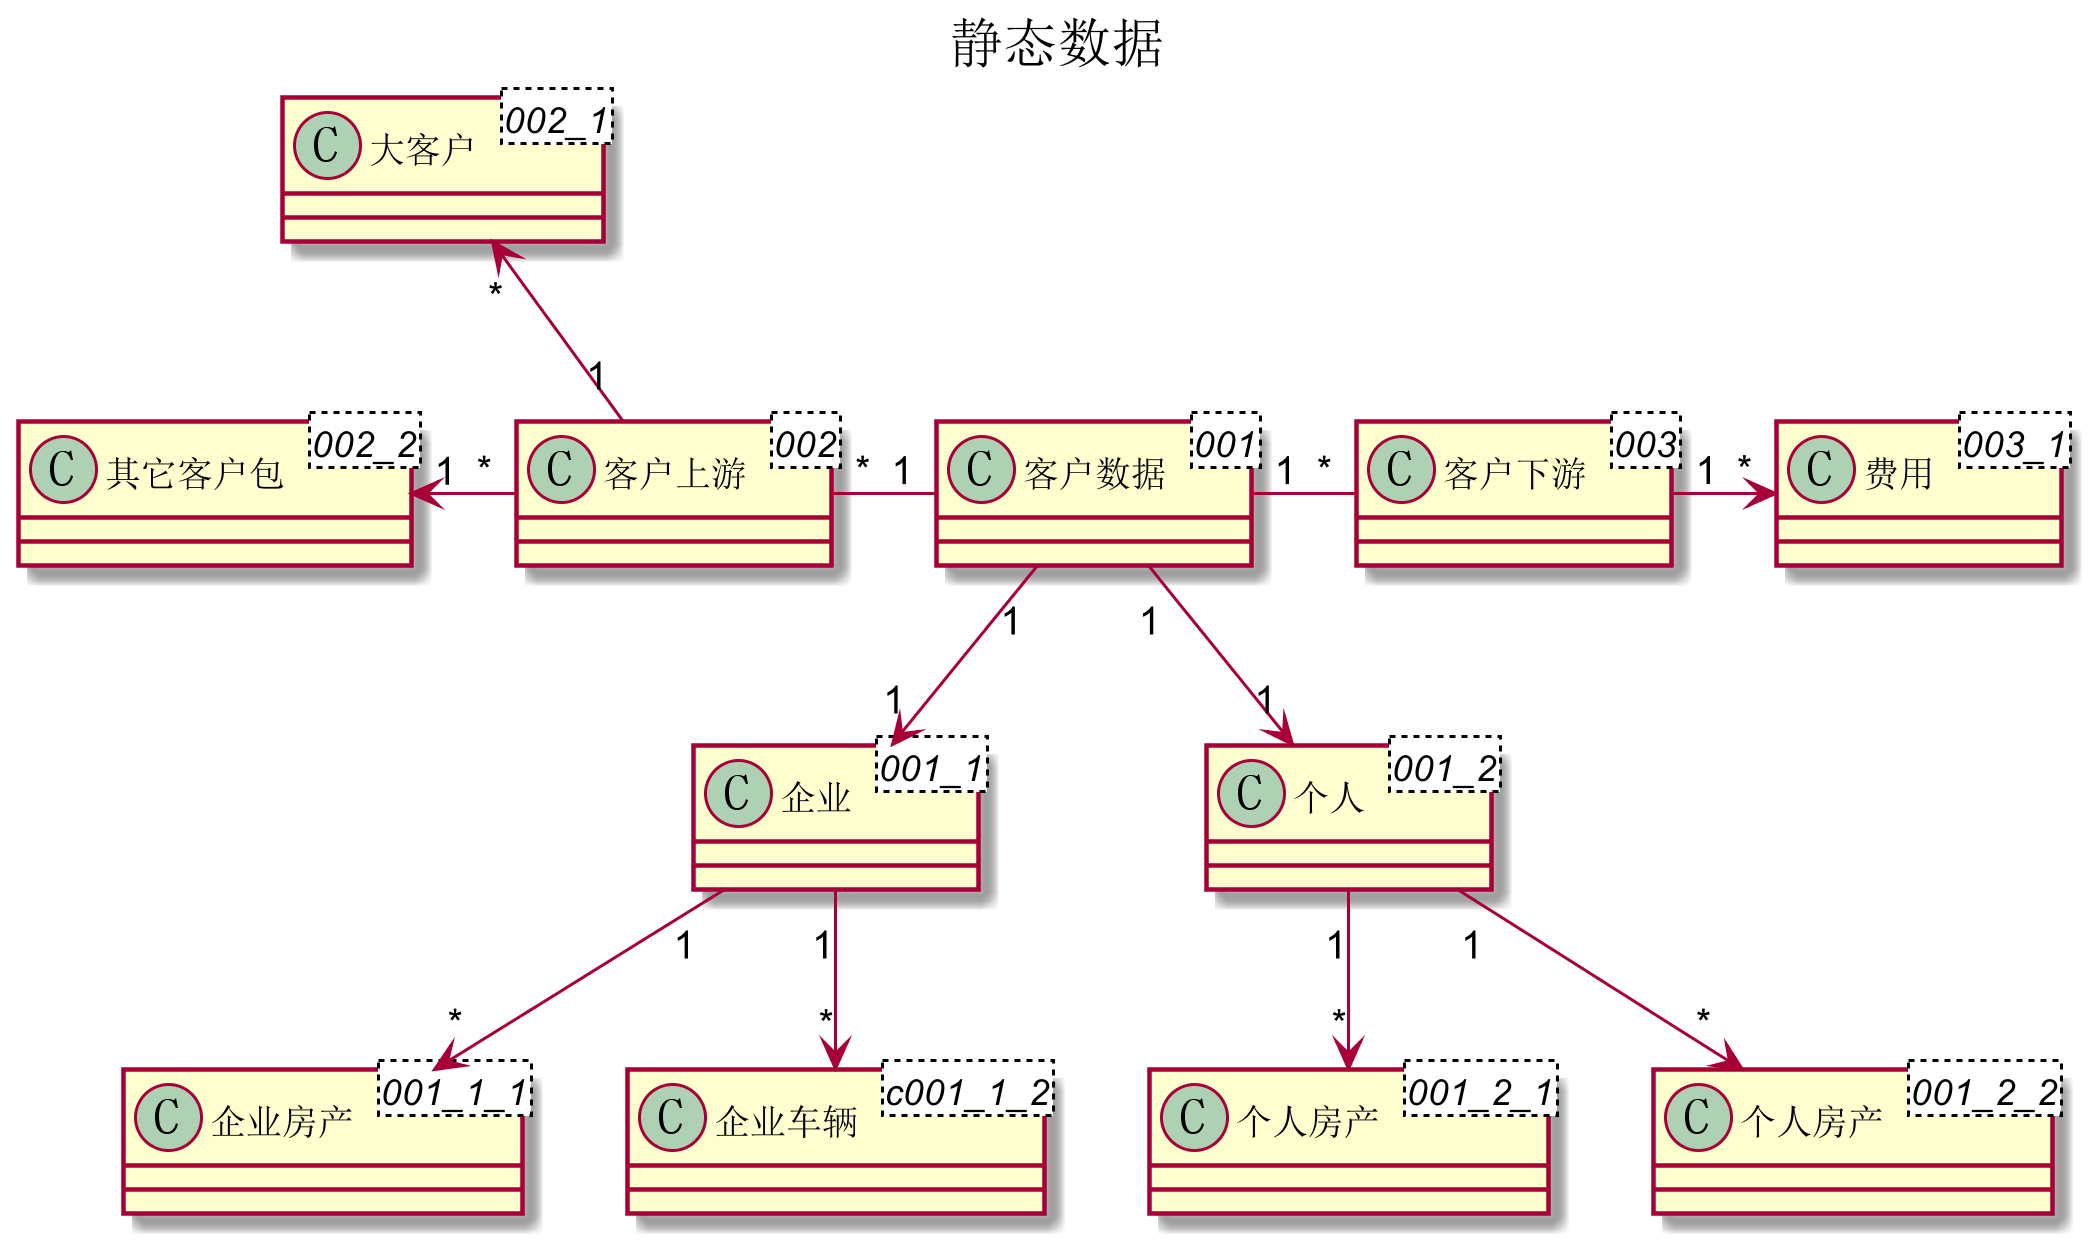 静态数据
002_1
C 大客户
*
1
002_2
C 其它客户包
1 *
002
C 客户上游
* 1
001
C 客户数据
1 *
003
C 客户下游
1 *
003_1
C 费用
1
1
1
1
001_1
C 企业
001_2
C 个人
1
1
1
1
*
*
*
*
001_1_1
C 企业房产
c001_1_2
C 企业车辆
001_2_1
C 个人房产
001_2_2
C 个人房产